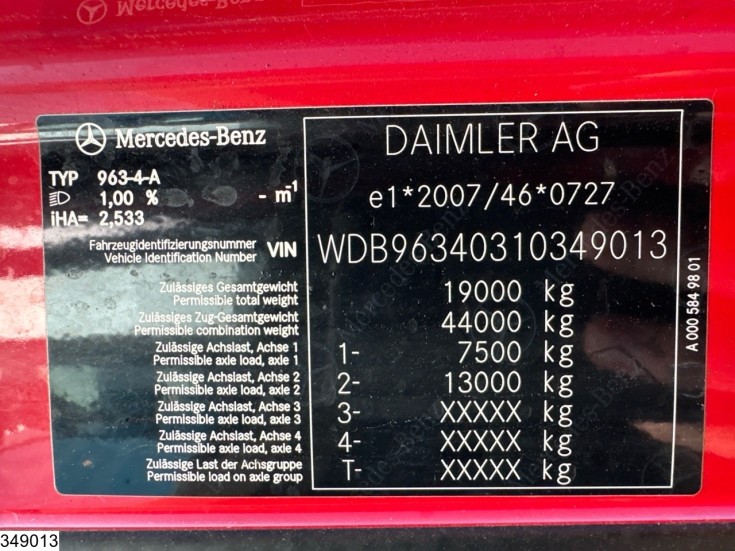 Mercedes-Benz
Mercedes-Benz
DAIMLER AG
TYP 963-4-A
1,00 % - m⁻¹
iHA= 2,533
e1*2007/46*0727
Fahrzeugidentifizierungsnummer
Vehicle Identification Number
VIN WDB96340310349013
Zulässiges Gesamtgewicht
Permissible total weight
19000 kg
Zulässiges Zug-Gesamtgewicht
Permissible combination weight
44000 kg
Zulässige Achslast, Achse 1
Permissible axle load, axle 1
1- 7500 kg
Zulässige Achslast, Achse 2
Permissible axle load, axle 2
2- 13000 kg
Zulässige Achslast, Achse 3
Permissible axle load, axle 3
3- XXXXX kg
Zulässige Achslast, Achse 4
Permissible axle load, axle 4
4- XXXXX kg
Zulässige Last der Achsgruppe
Permissible load on axle group
T- XXXXX kg
A 000 584 98 01
349013